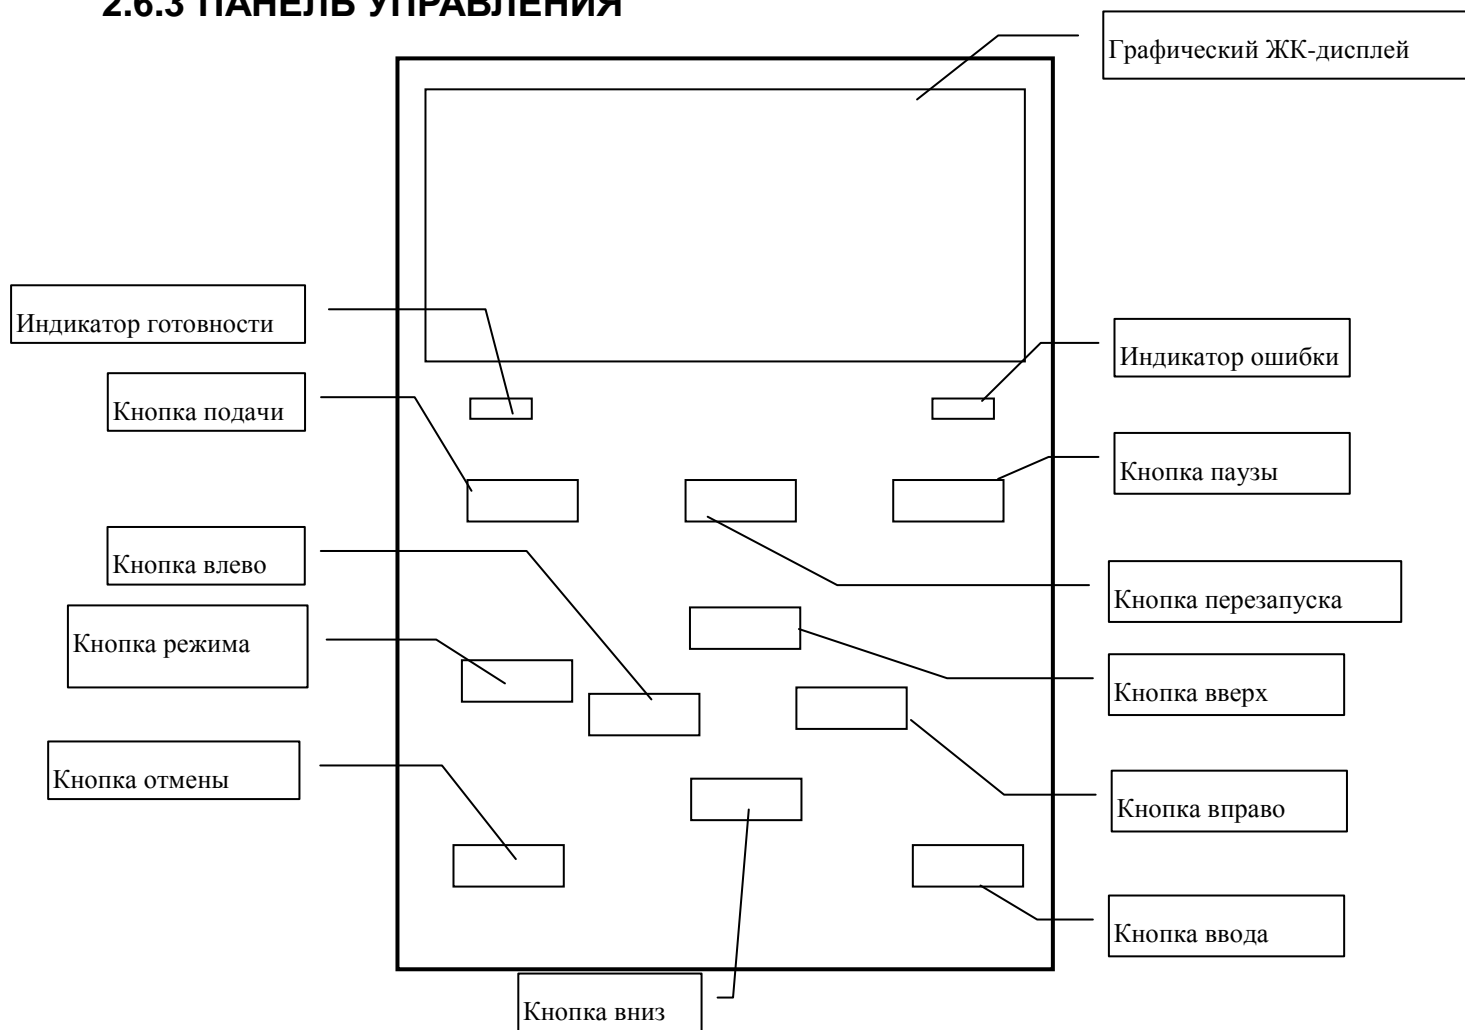 2.6.3 ПАНЕЛЬ УПРАВЛЕНИЯ
Графический ЖК-дисплей
Индикатор готовности
Индикатор ошибки
Кнопка подачи
Кнопка паузы
Кнопка влево
Кнопка перезапуска
Кнопка режима
Кнопка вверх
Кнопка отмены
Кнопка вправо
Кнопка ввода
Кнопка вниз